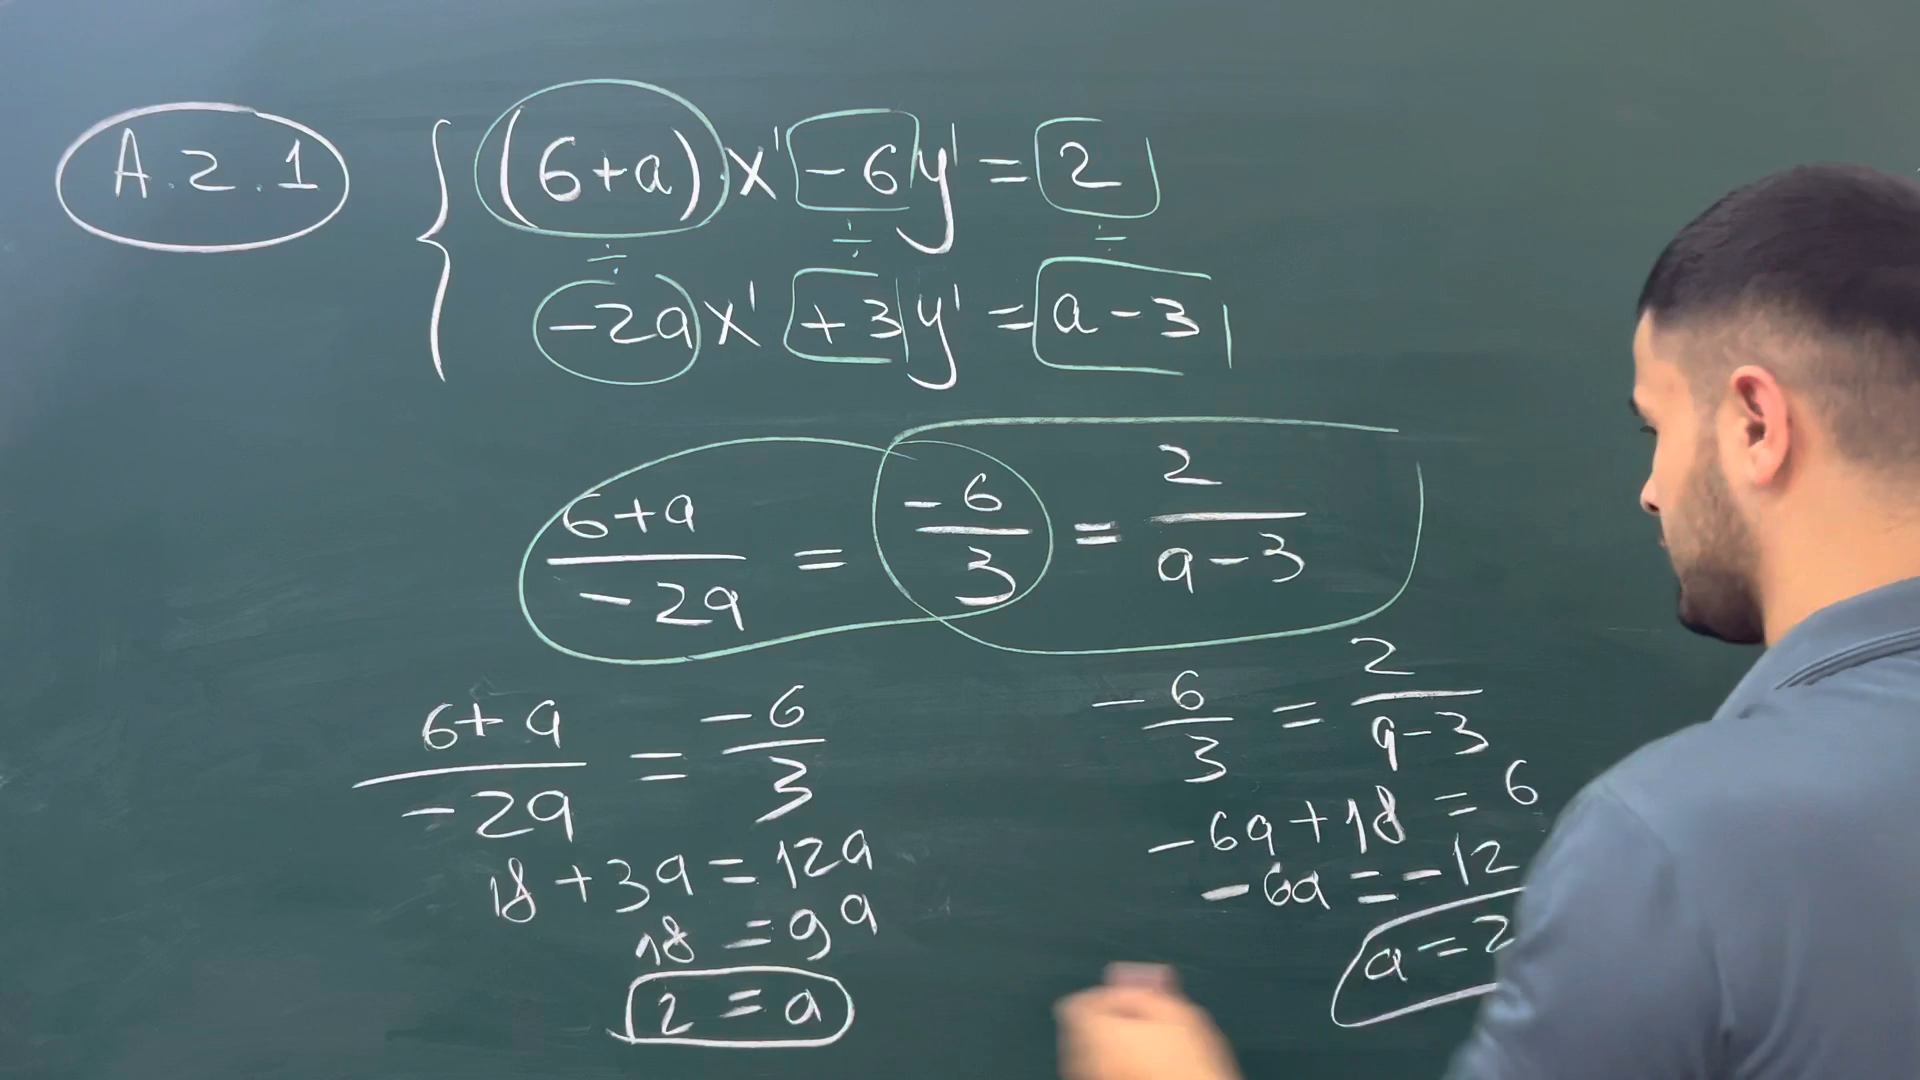 A.2.1
(6+a).x'-6y'=2
÷ ÷ ÷
-2a x'+3y'=a-3
6+a/-2a = -6/3 = 2/a-3
6+a/-2a = -6/3
18+3a=12a
18=9a
2=a
-6/3 = 2/a-3
-6a+18=6
-6a=-12
a=2